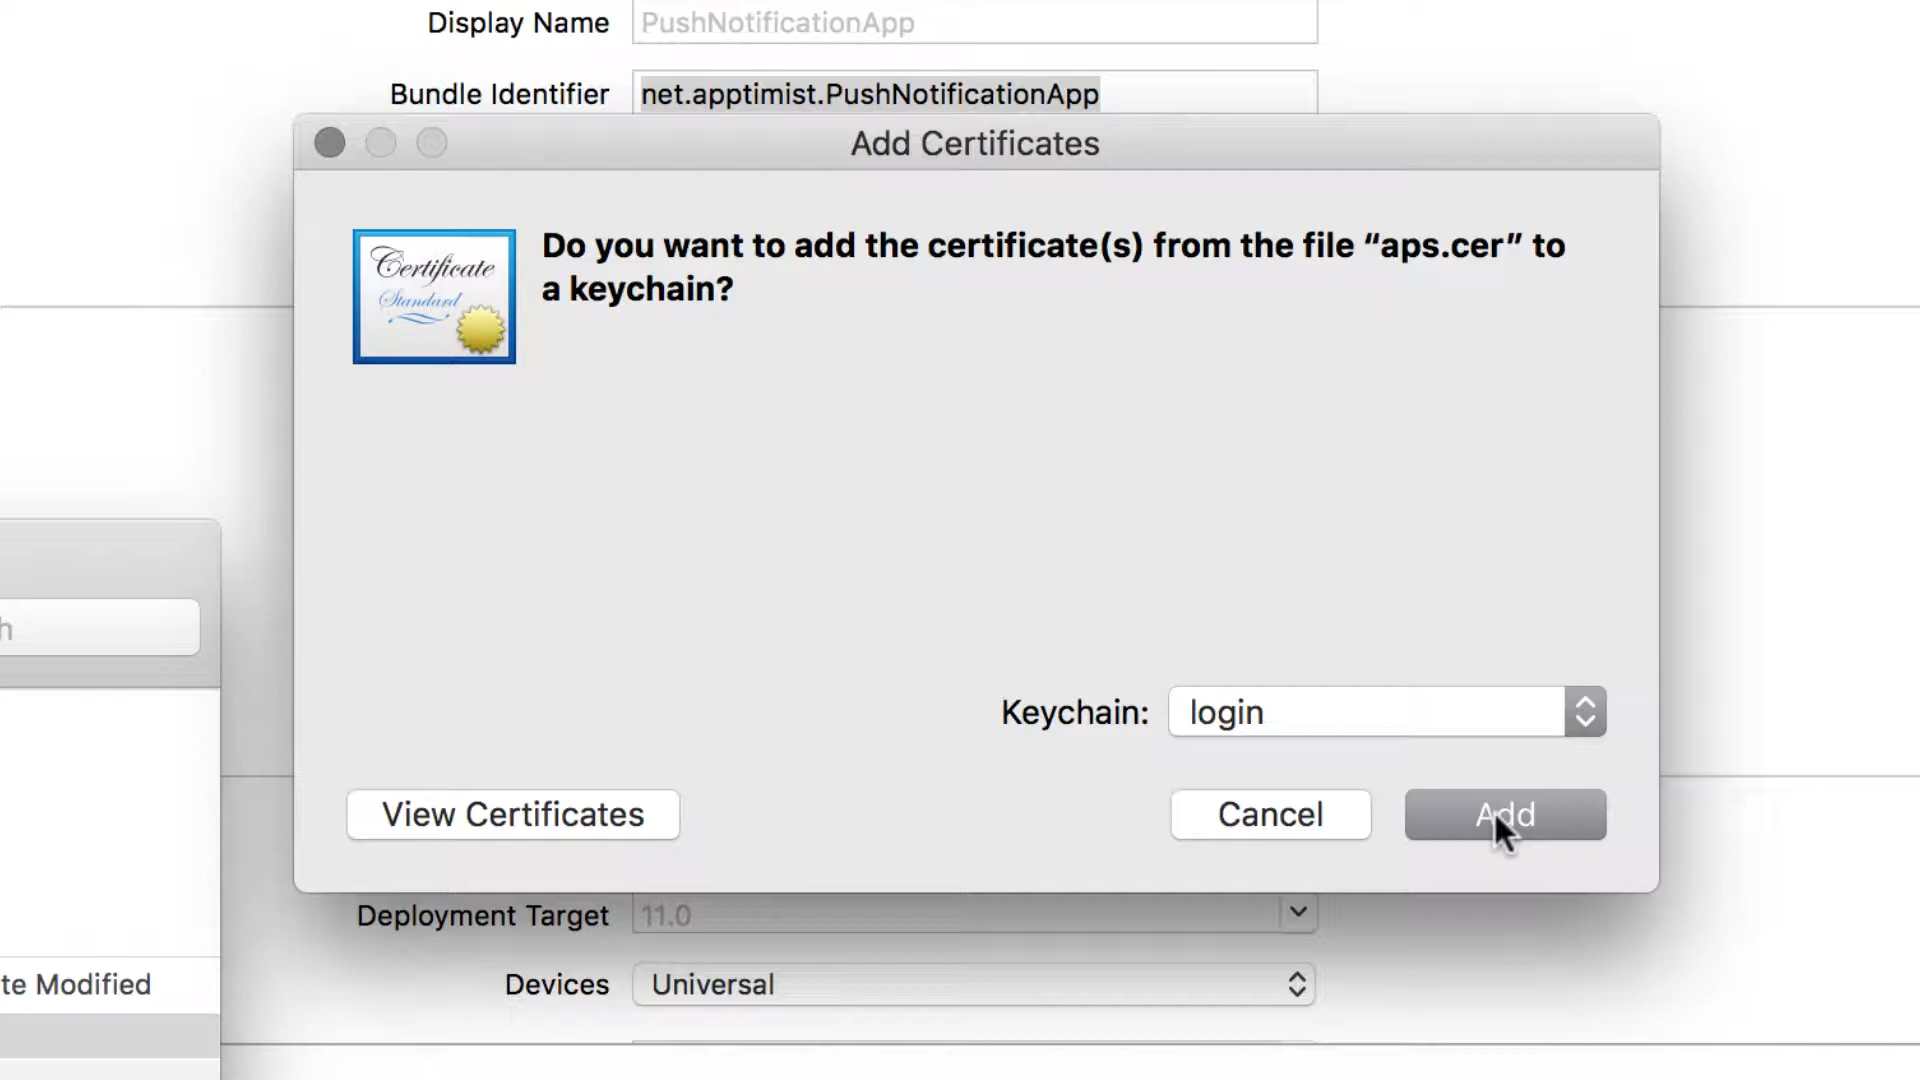 Display Name PushNotificationApp
Bundle Identifier net.apptimist.PushNotificationApp
Add Certificates
Certificate
Standard
Do you want to add the certificate(s) from the file “aps.cer” to
a keychain?
h
Keychain: login
View Certificates Cancel Add
Deployment Target 11.0
te Modified
Devices Universal